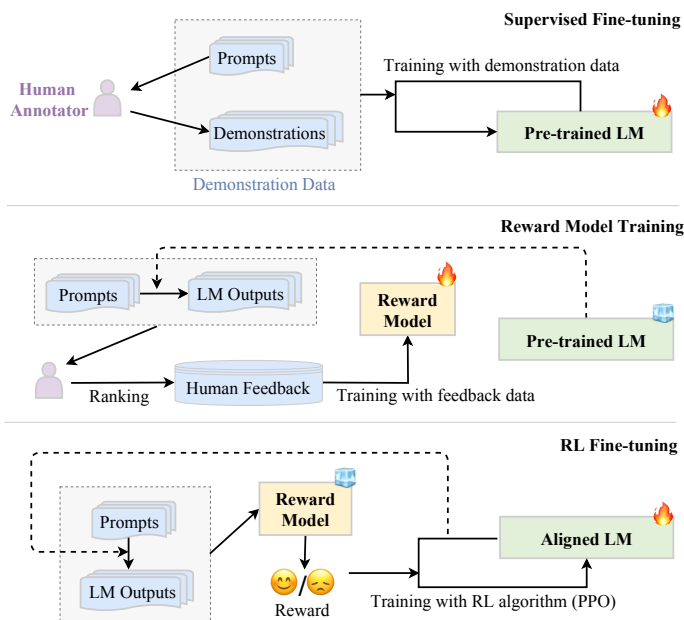 Supervised Fine-tuning
Prompts
Training with demonstration data
Human
Annotator
Demonstrations
Pre-trained LM
Demonstration Data
Reward Model Training
Prompts
LM Outputs
Reward
Model
Pre-trained LM
Ranking
Human Feedback
Training with feedback data
RL Fine-tuning
Prompts
Reward
Model
Aligned LM
LM Outputs
/
Reward
Training with RL algorithm (PPO)